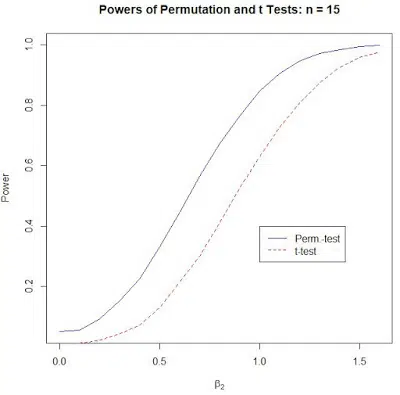 Powers of Permutation and t Tests: n = 15
Power
1.0
0.8
0.6
0.4
0.2
Perm.-test
t-test
0.0 0.5 1.0 1.5
β₂